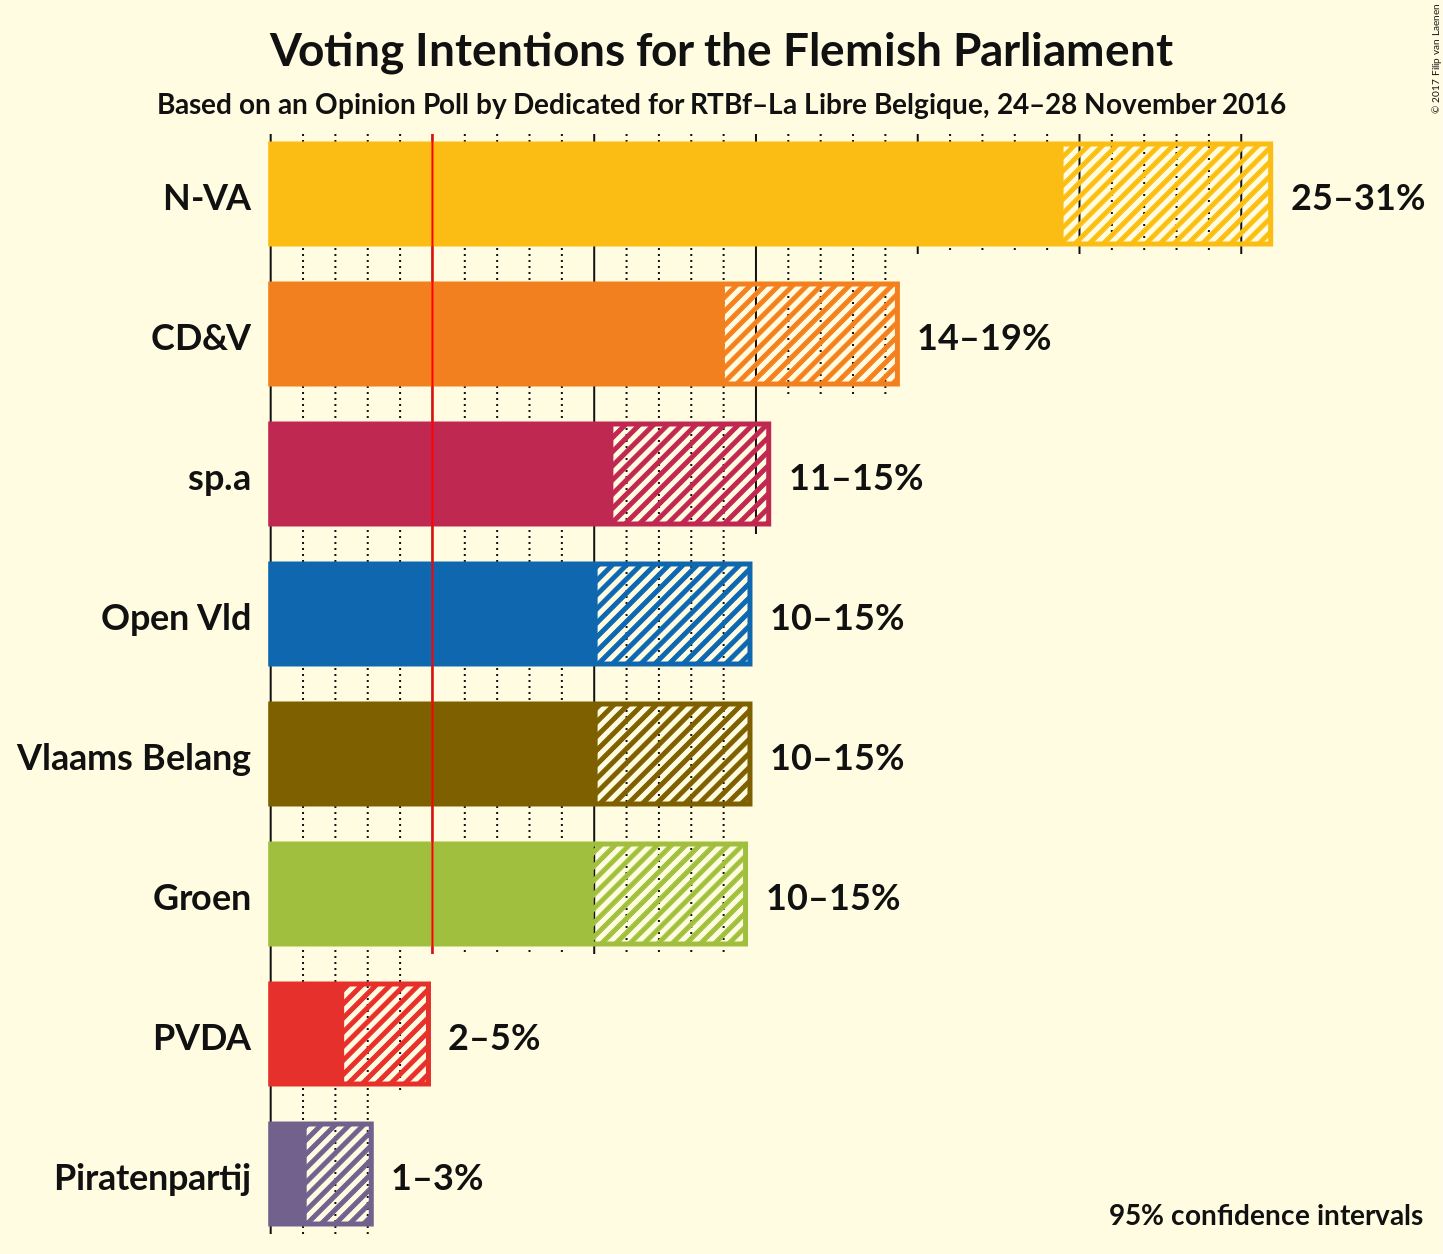 Voting Intentions for the Flemish Parliament
Based on an Opinion Poll by Dedicated for RTBf–La Libre Belgique, 24–28 November 2016
© 2017 Filip van Laenen
N-VA 25–31%
CD&V 14–19%
sp.a 11–15%
Open Vld 10–15%
Vlaams Belang 10–15%
Groen 10–15%
PVDA 2–5%
Piratenpartij 1–3%
95% confidence intervals